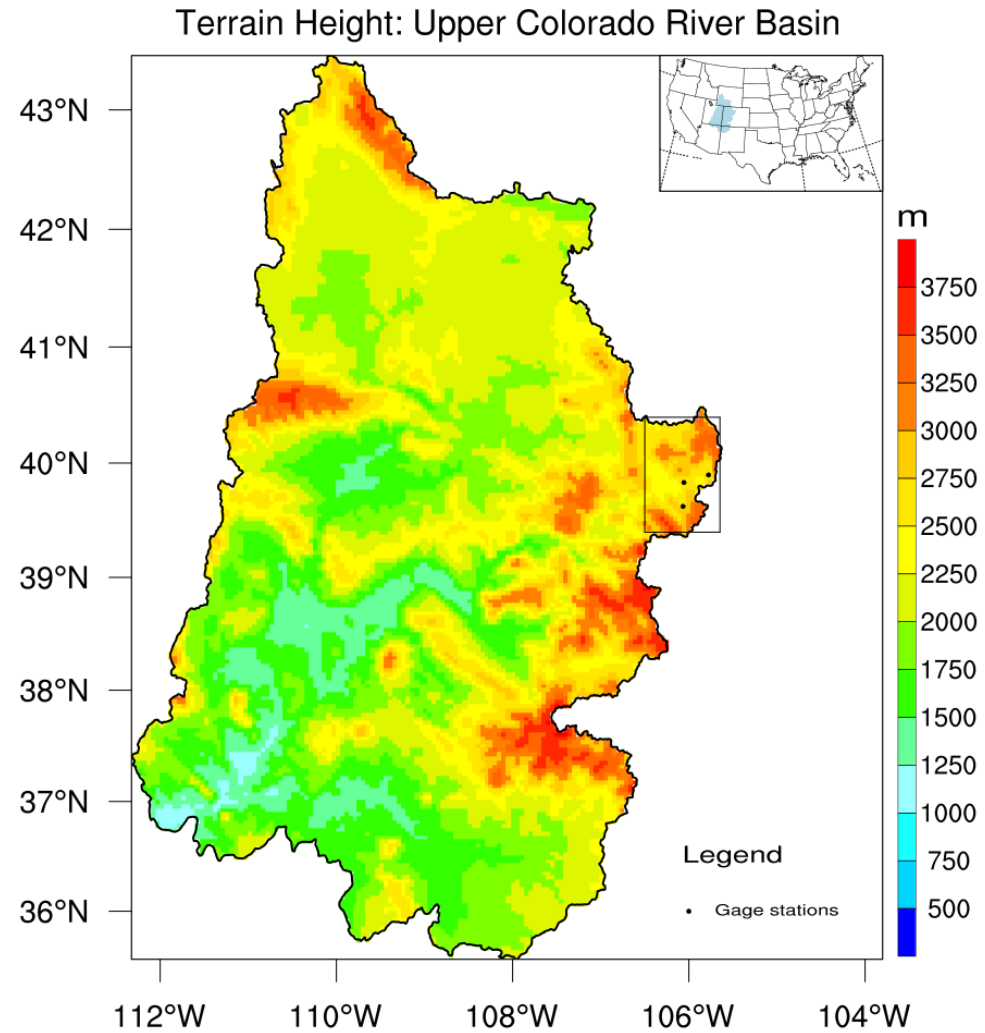 Terrain Height: Upper Colorado River Basin
43°N
42°N
41°N
40°N
39°N
38°N
37°N
36°N
112°W
110°W
108°W
106°W
104°W
m
3750
3500
3250
3000
2750
2500
2250
2000
1750
1500
1250
1000
750
500
Legend
Gage stations